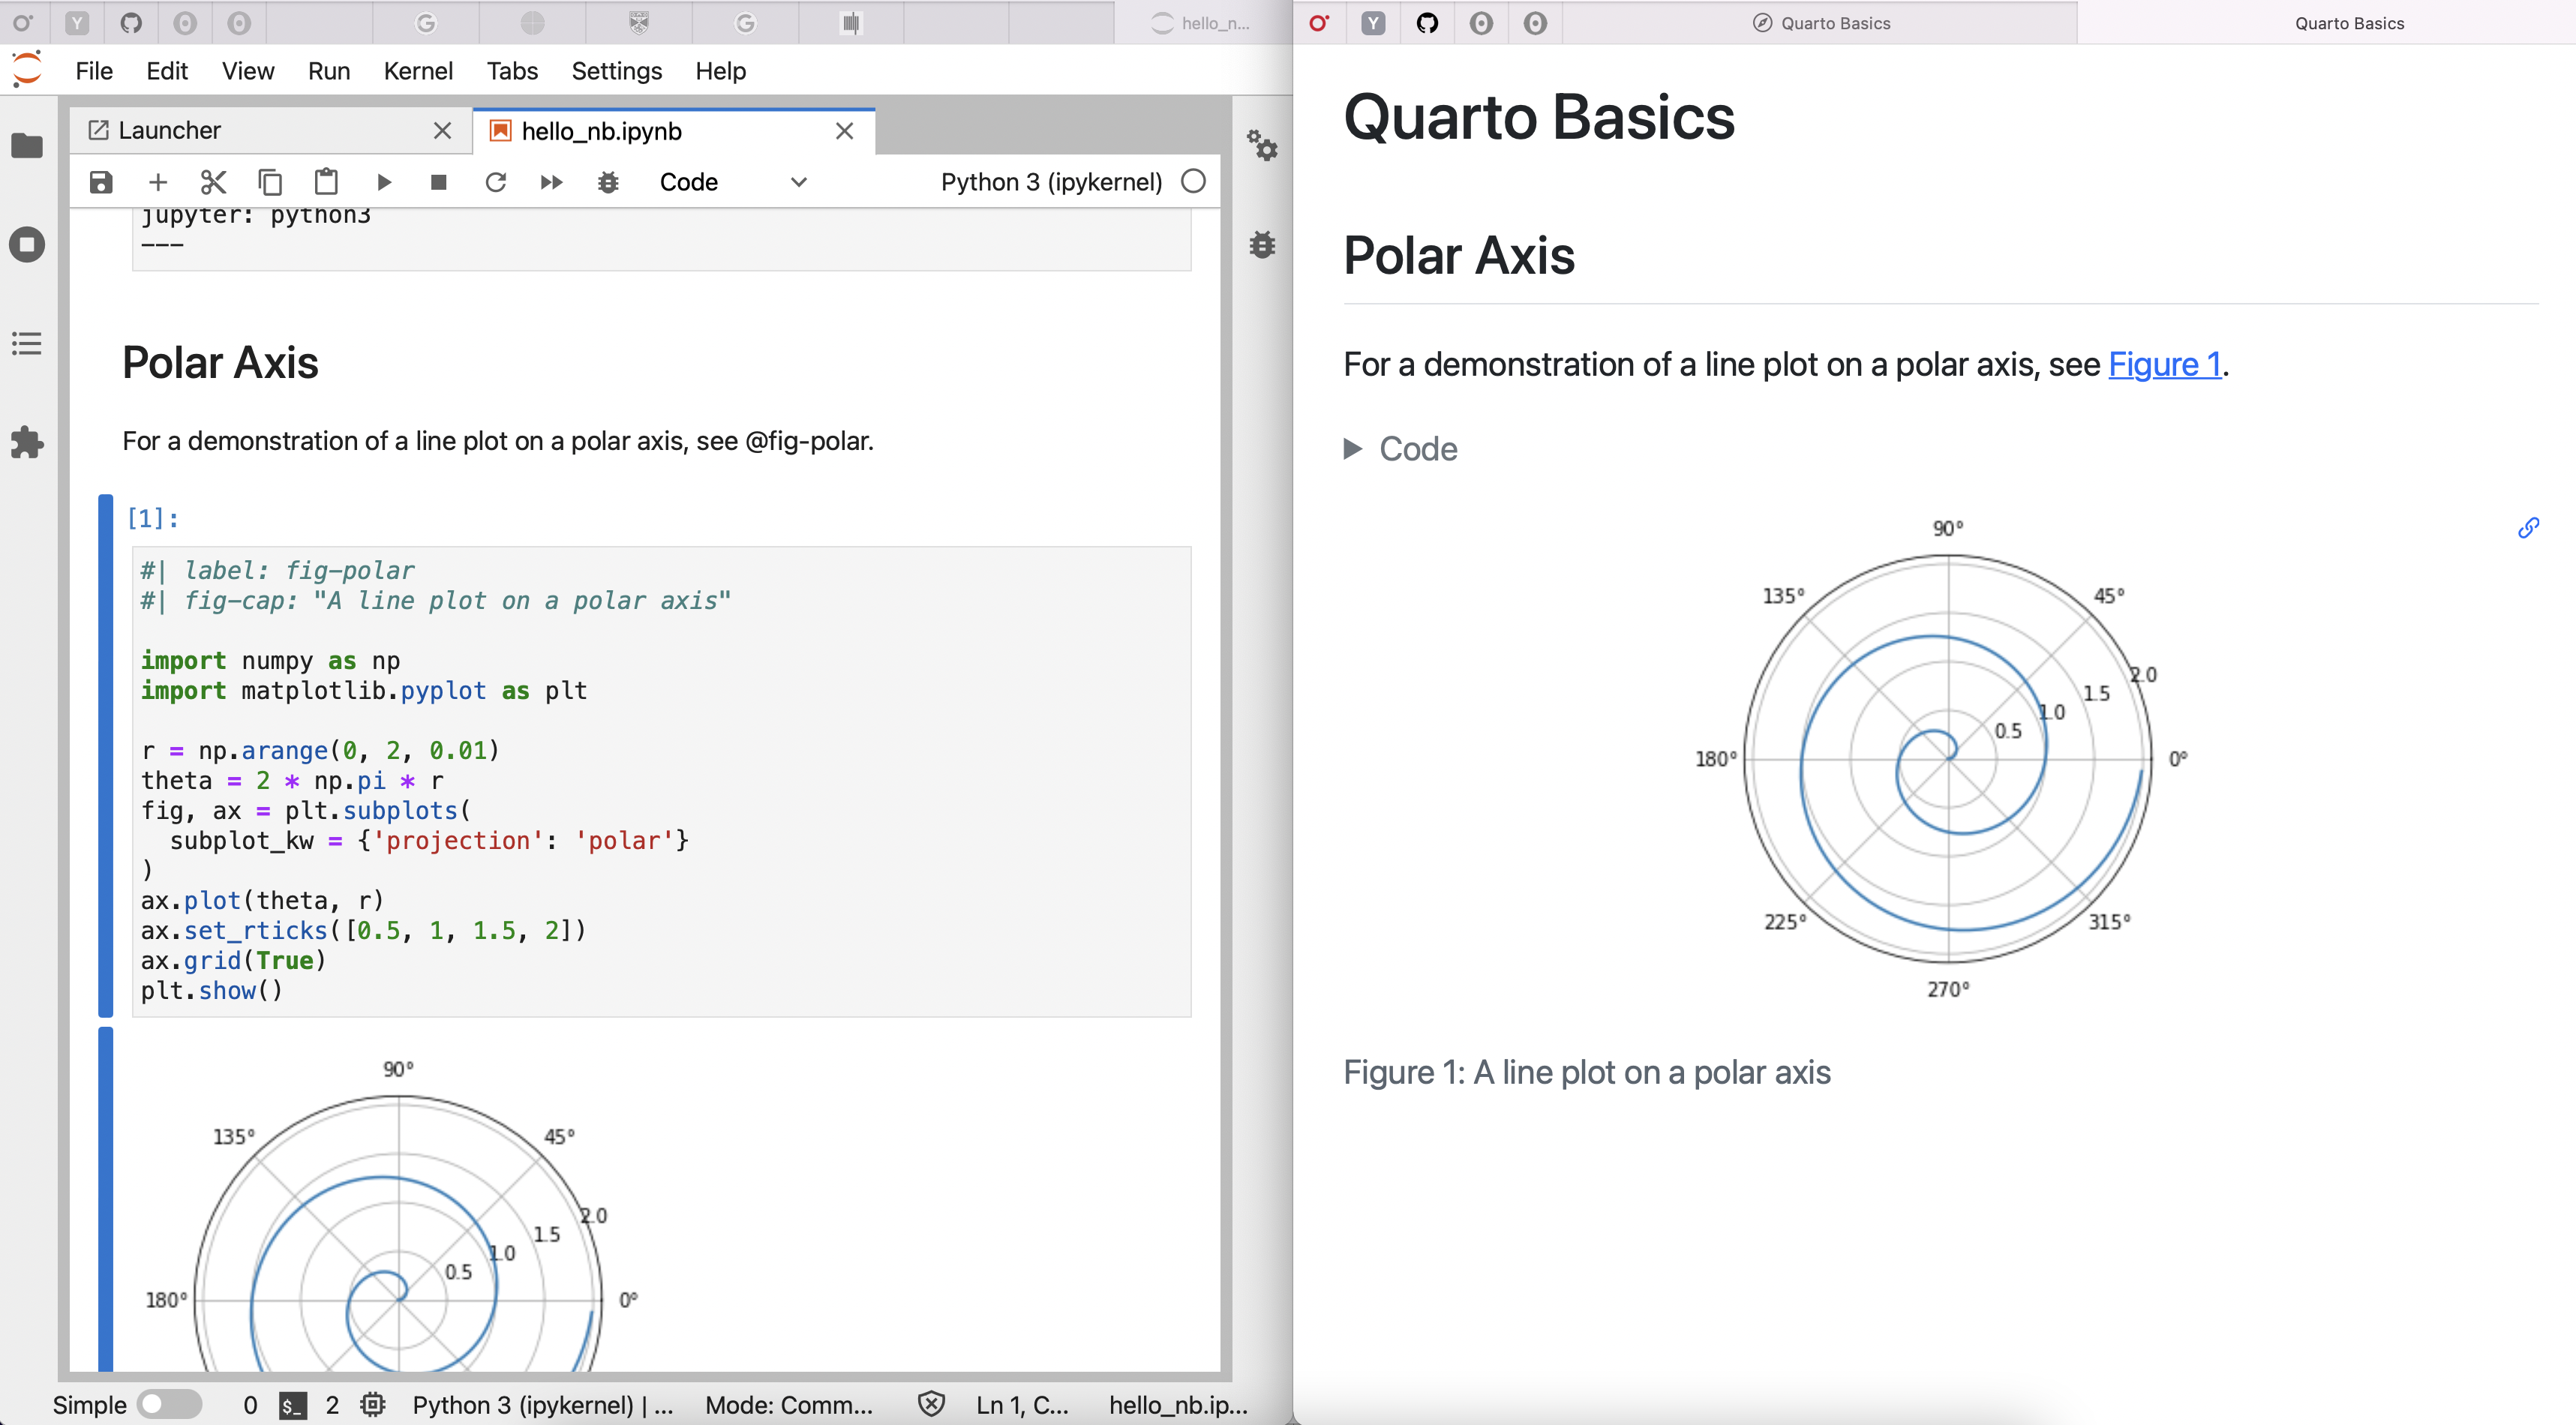 Y
G
G
hello_n...
File Edit View Run Kernel Tabs Settings Help
Launcher
hello_nb.ipynb
Code
Python 3 (ipykernel)
jupyter: python3
---
Polar Axis
For a demonstration of a line plot on a polar axis, see @fig-polar.
[1]:
#| label: fig-polar
#| fig-cap: "A line plot on a polar axis"
import numpy as np
import matplotlib.pyplot as plt
r = np.arange(0, 2, 0.01)
theta = 2 * np.pi * r
fig, ax = plt.subplots(
  subplot_kw = {'projection': 'polar'}
)
ax.plot(theta, r)
ax.set_rticks([0.5, 1, 1.5, 2])
ax.grid(True)
plt.show()
90°
135°
45°
2.0
1.5
1.0
0.5
180°
0°
Simple 0 $_ 2 Python 3 (ipykernel) | ... Mode: Comm... Ln 1, C... hello_nb.ip...
Y
Quarto Basics
Quarto Basics
Quarto Basics
Polar Axis
For a demonstration of a line plot on a polar axis, see Figure 1.
Code
90°
135°
45°
2.0
1.5
1.0
0.5
180°
0°
225°
315°
270°
Figure 1: A line plot on a polar axis